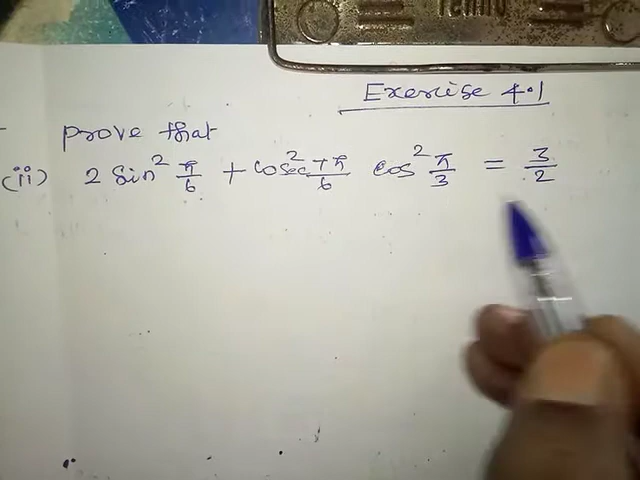 Exercise 4.1
Prove that
(ii) 2 Sin² π/6 + Cosec² 7π/6 Cos² π/3 = 3/2